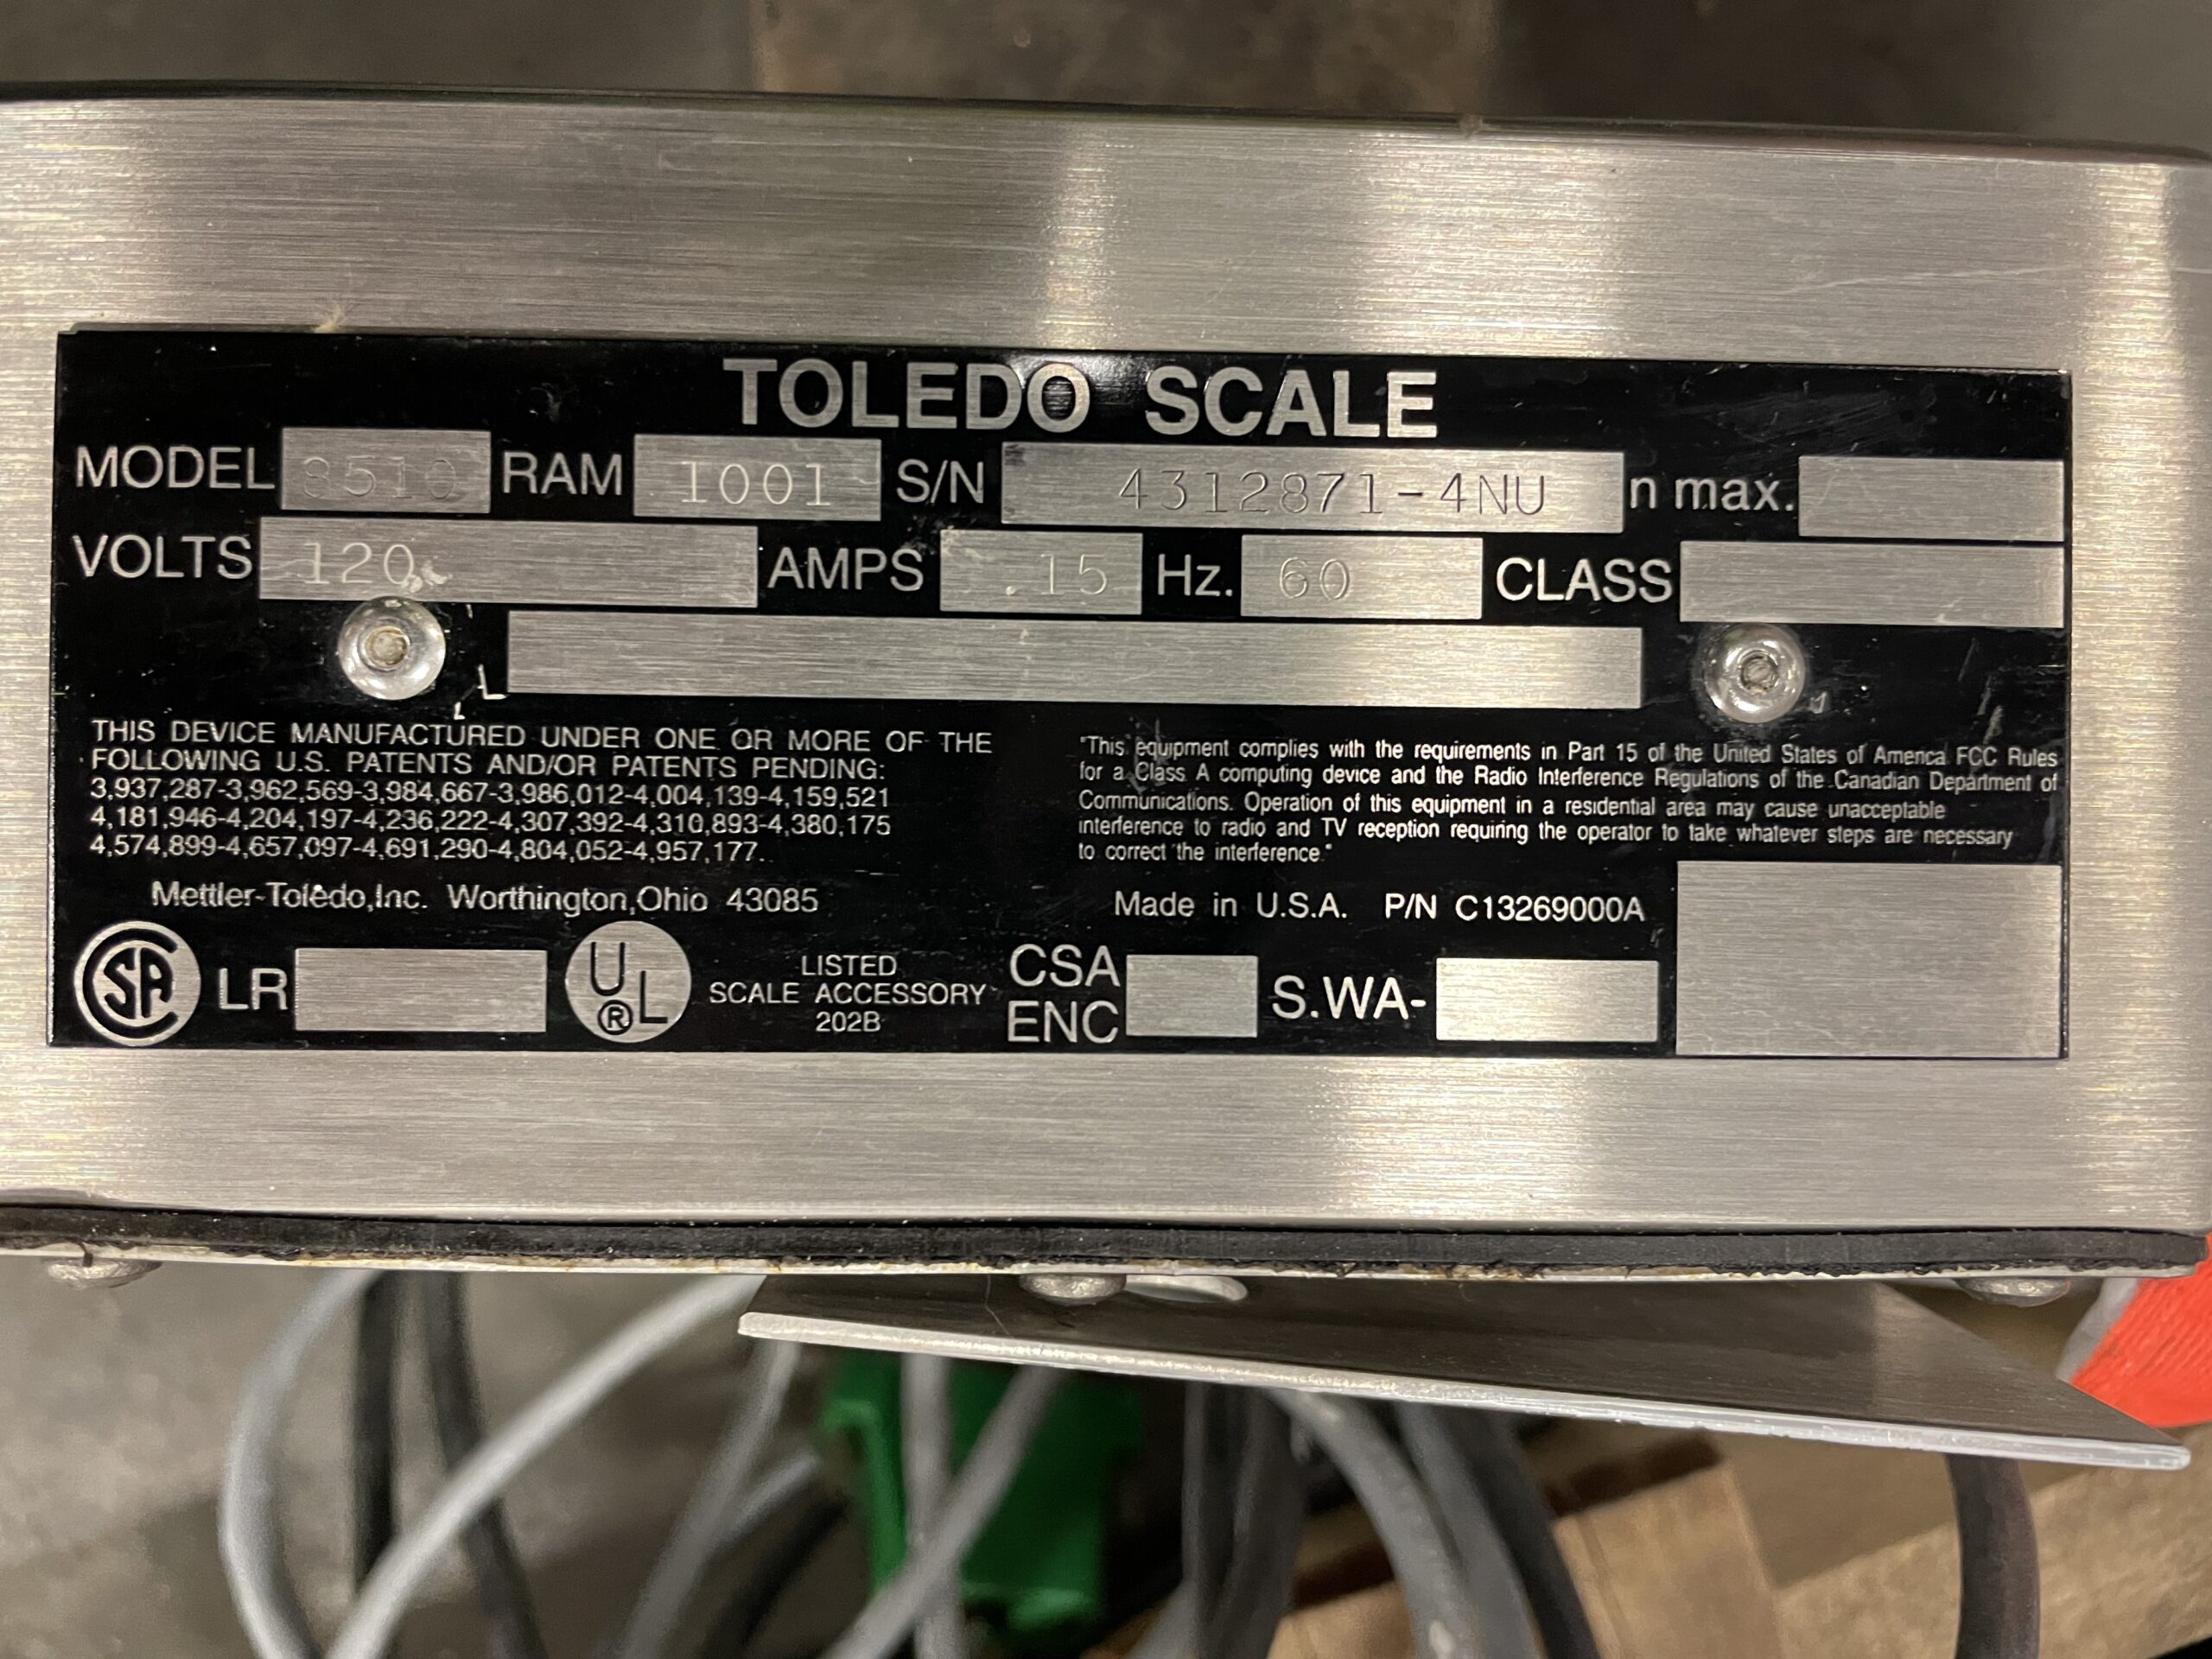 TOLEDO SCALE
MODEL 8510 RAM 1001 S/N 4312871-4NU n max.
VOLTS 120 AMPS .15 Hz. 60 CLASS
THIS DEVICE MANUFACTURED UNDER ONE OR MORE OF THE
FOLLOWING U.S. PATENTS AND/OR PATENTS PENDING:
3,937,287-3,962,569-3,984,667-3,986,012-4,004,139-4,159,521
4,181,946-4,204,197-4,236,222-4,307,392-4,310,893-4,380,175
4,574,899-4,657,097-4,691,290-4,804,052-4,957,177.
Mettler-Toledo,Inc. Worthington,Ohio 43085
"This equipment complies with the requirements in Part 15 of the United States of America FCC Rules
for a Class A computing device and the Radio Interference Regulations of the Canadian Department of
Communications. Operation of this equipment in a residential area may cause unacceptable
interference to radio and TV reception requiring the operator to take whatever steps are necessary
to correct the interference."
Made in U.S.A. P/N C13269000A
CSA LR
UL ®
LISTED
SCALE ACCESSORY
202B
CSA
ENC
S.WA-